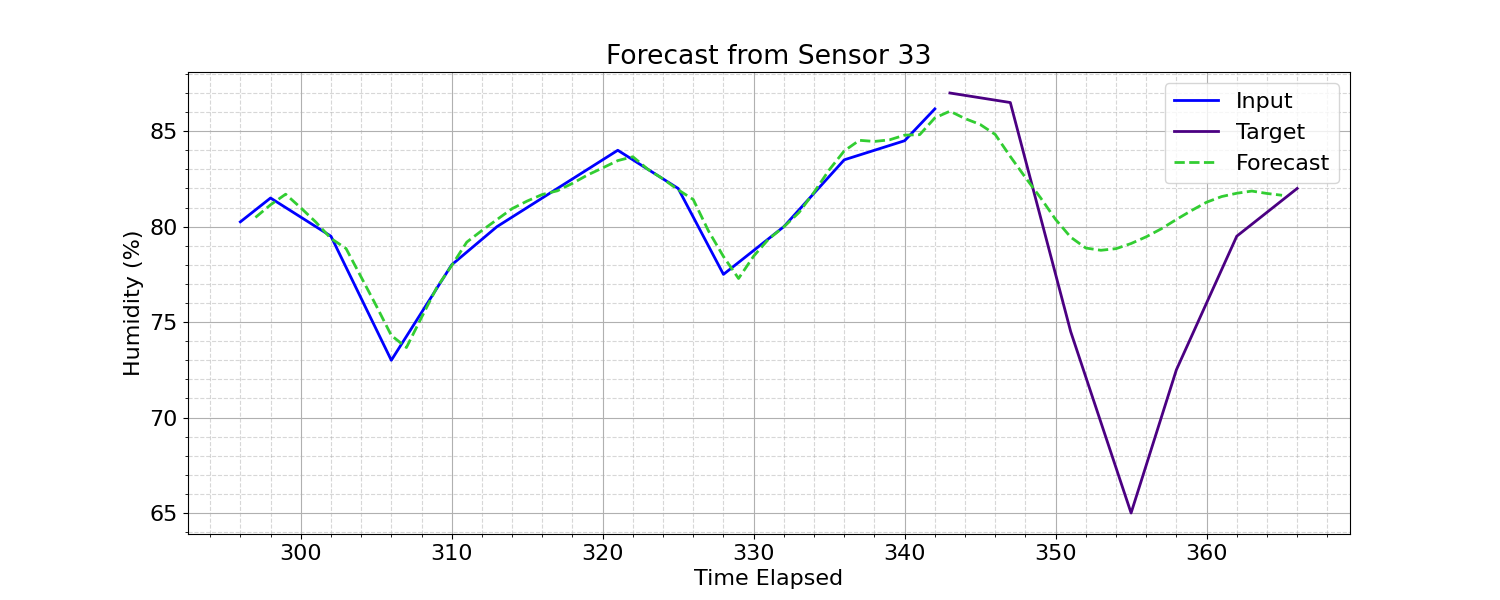 Forecast from Sensor 33
Input
Target
Forecast
85
80
75
70
65
Humidity (%)
300 310 320 330 340 350 360
Time Elapsed